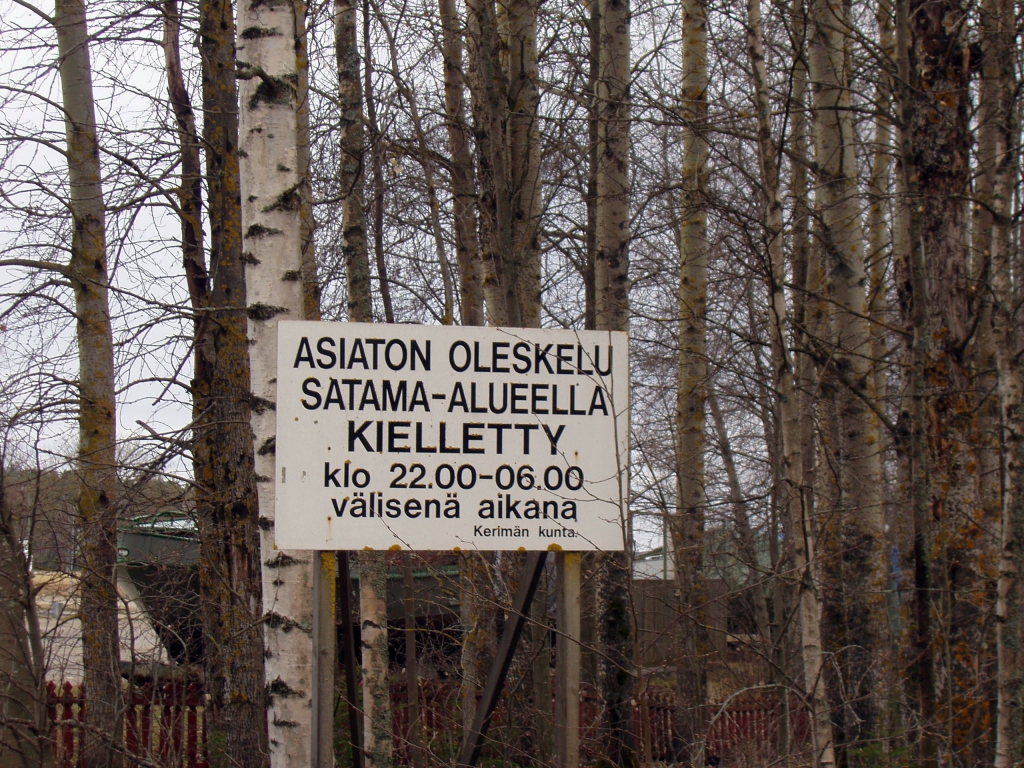 ASIATON OLESKELU
SATAMA-ALUEELLA
KIELLETTY
klo 22.00-06.00
välisenä aikana
Kerimän kunta.